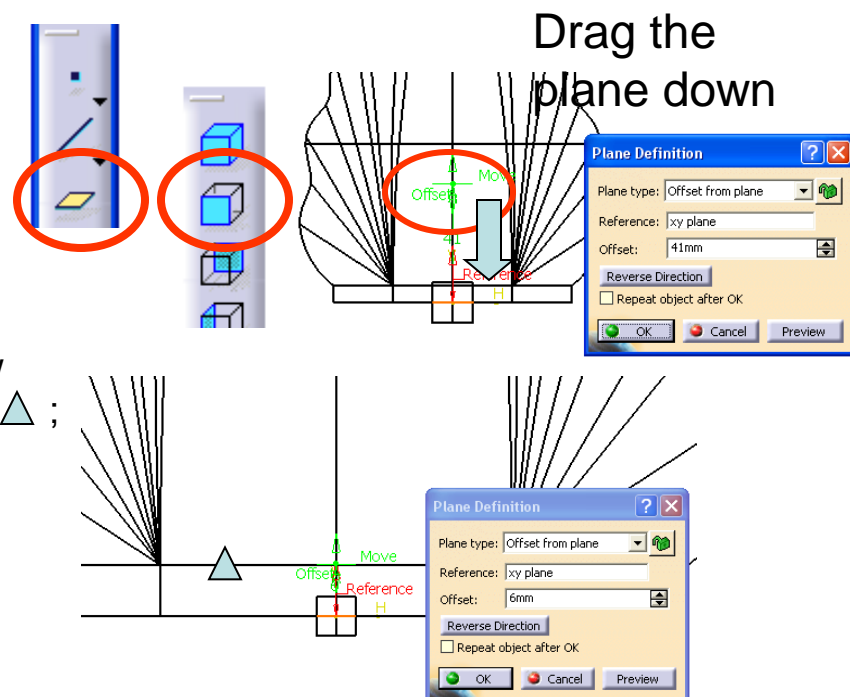 Drag the
plane down
Offset
Move
41
Reference
H
Plane Definition
Plane type: Offset from plane
Reference: xy plane
Offset: 41mm
Reverse Direction
Repeat object after OK
OK Cancel Preview
;
Offset
Move
Reference
H
Plane Definition
Plane type: Offset from plane
Reference: xy plane
Offset: 6mm
Reverse Direction
Repeat object after OK
OK Cancel Preview